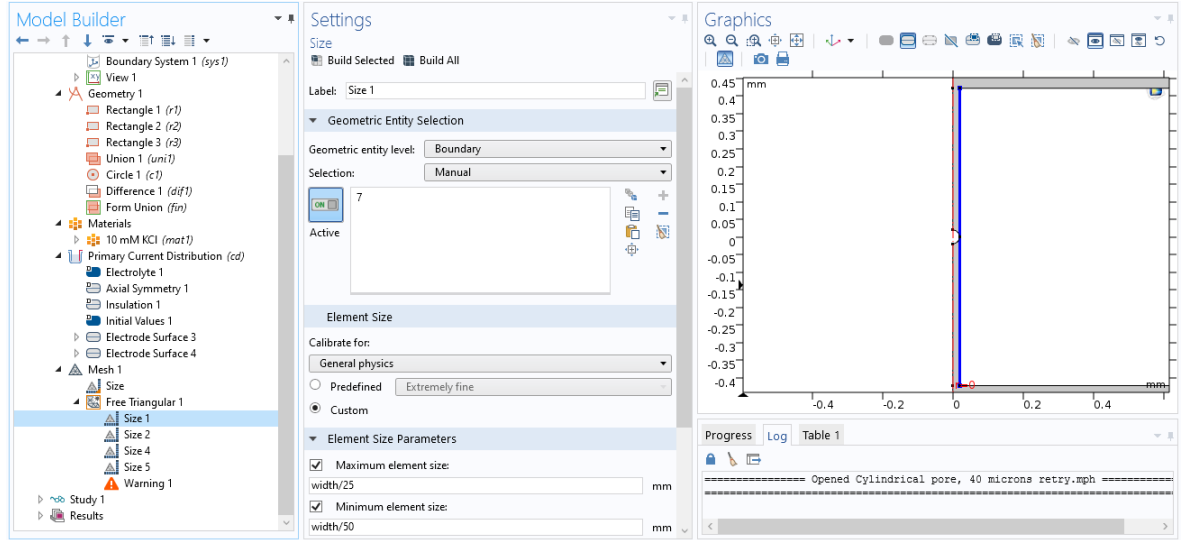 Model Builder
Boundary System 1 (sys1)
View 1
Geometry 1
Rectangle 1 (r1)
Rectangle 2 (r2)
Rectangle 3 (r3)
Union 1 (uni1)
Circle 1 (c1)
Difference 1 (dif1)
Form Union (fin)
Materials
10 mM KCl (mat1)
Primary Current Distribution (cd)
Electrolyte 1
Axial Symmetry 1
Insulation 1
Initial Values 1
Electrode Surface 3
Electrode Surface 4
Mesh 1
Size
Free Triangular 1
Size 1
Size 2
Size 4
Size 5
Warning 1
Study 1
Results
Settings
Size
Build Selected Build All
Label: Size 1
Geometric Entity Selection
Geometric entity level: Boundary
Selection: Manual
ON
Active
7
Element Size
Calibrate for:
General physics
Predefined Extremely fine
Custom
Element Size Parameters
Maximum element size:
width/25 mm
Minimum element size:
width/50 mm
Graphics
0.45 mm
0.4
0.35
0.3
0.25
0.2
0.15
0.1
0.05
0
-0.05
-0.1
-0.15
-0.2
-0.25
-0.3
-0.35
-0.4
r=0
mm
-0.4 -0.2 0 0.2 0.4
Progress Log Table 1
================ Opened Cylindrical pore, 40 microns retry.mph ============